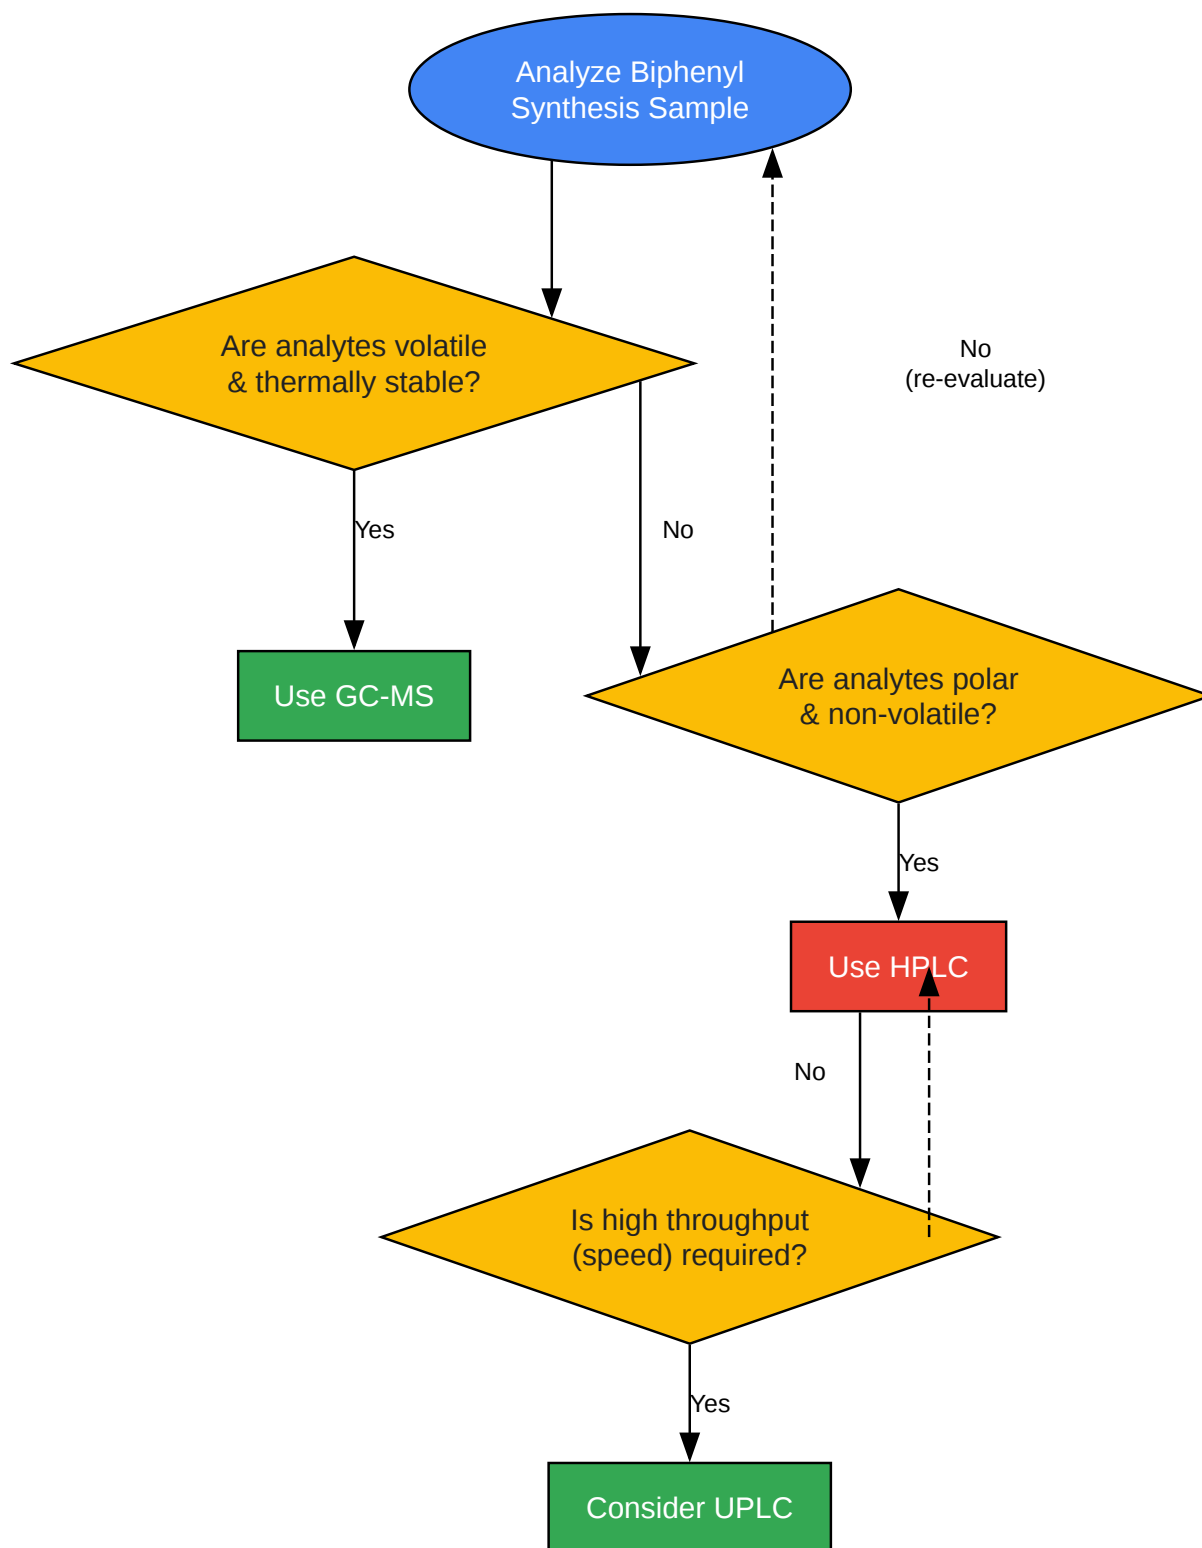 Analyze Biphenyl
Synthesis Sample
Are analytes volatile
& thermally stable?
No
(re-evaluate)
Yes
No
Use GC-MS
Are analytes polar
& non-volatile?
Yes
Use HPLC
No
Is high throughput
(speed) required?
Yes
Consider UPLC